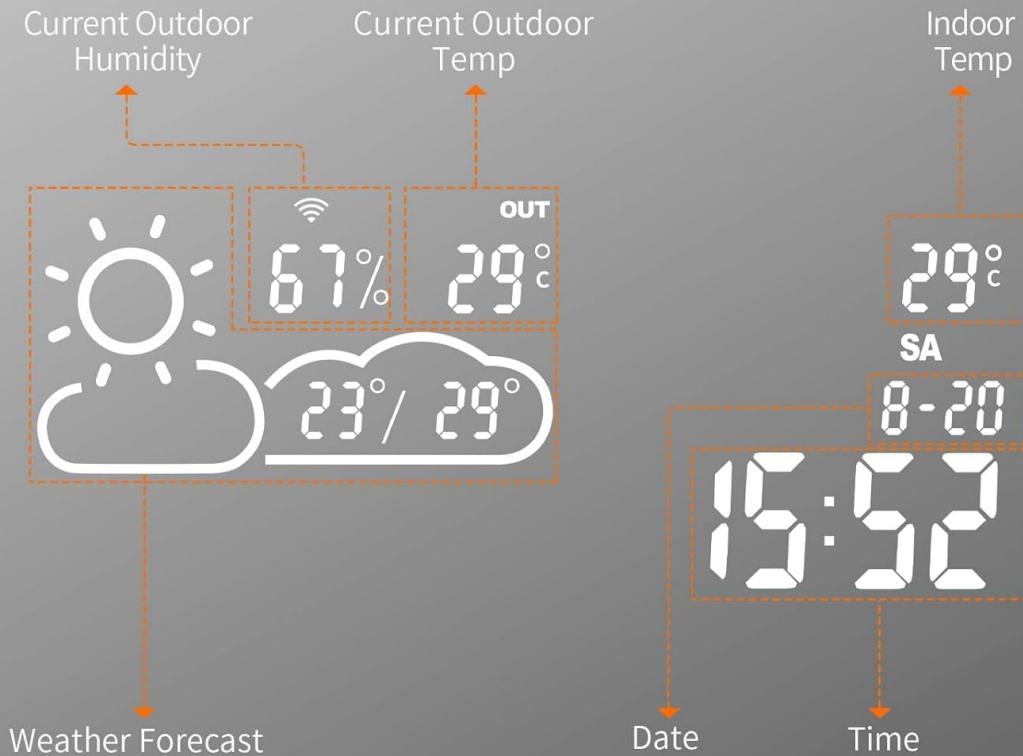 Current Outdoor
Humidity
Current Outdoor
Temp
Indoor
Temp
67%
OUT
29°C
29°C
SA
23°/ 29°
8-20
15:52
Weather Forecast
Date
Time